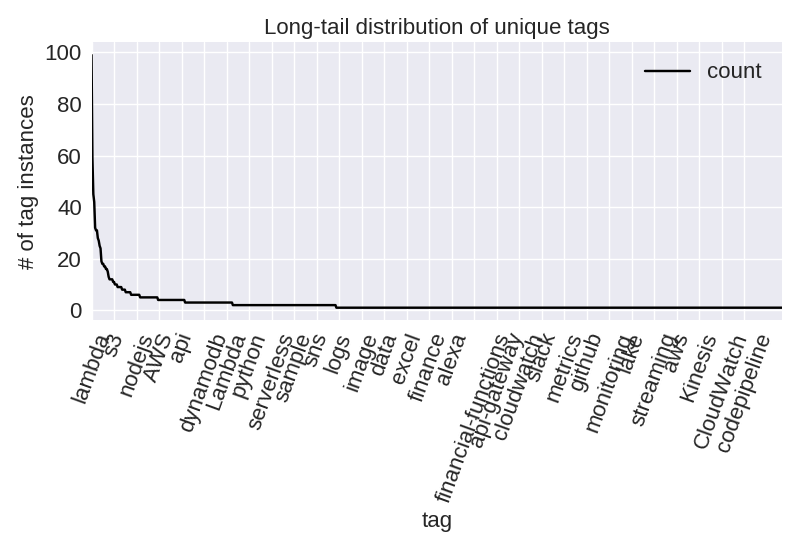 Long-tail distribution of unique tags
count
# of tag instances
100
80
60
40
20
0
lambda
s3
nodejs
AWS
api
dynamodb
Lambda
python
serverless
sample
sns
logs
image
data
excel
finance
alexa
financial-functions
api-gateway
cloudwatch
slack
metrics
github
monitoring
lake
streaming
aws
Kinesis
CloudWatch
codepipeline
tag